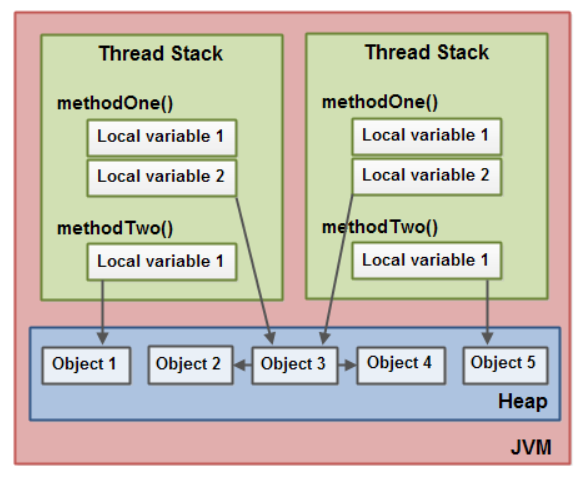 Thread Stack
methodOne()
Local variable 1
Local variable 2
methodTwo()
Local variable 1
Thread Stack
methodOne()
Local variable 1
Local variable 2
methodTwo()
Local variable 1
Object 1
Object 2
Object 3
Object 4
Object 5
Heap
JVM